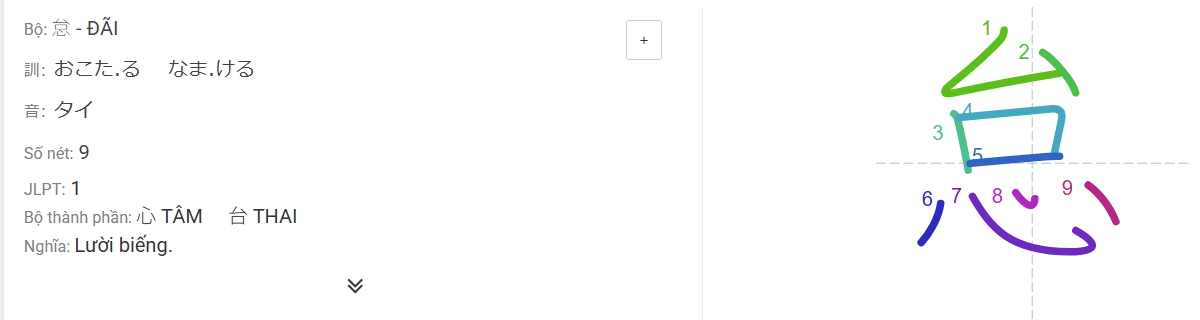 Bộ: 怠 - ĐÃI
+
訓: おこた.る なま.ける
音: タイ
Số nét: 9
JLPT: 1
Bộ thành phần: 心 TÂM 台 THAI
Nghĩa: Lười biếng.
1
2
3
4
5
6 7 8 9